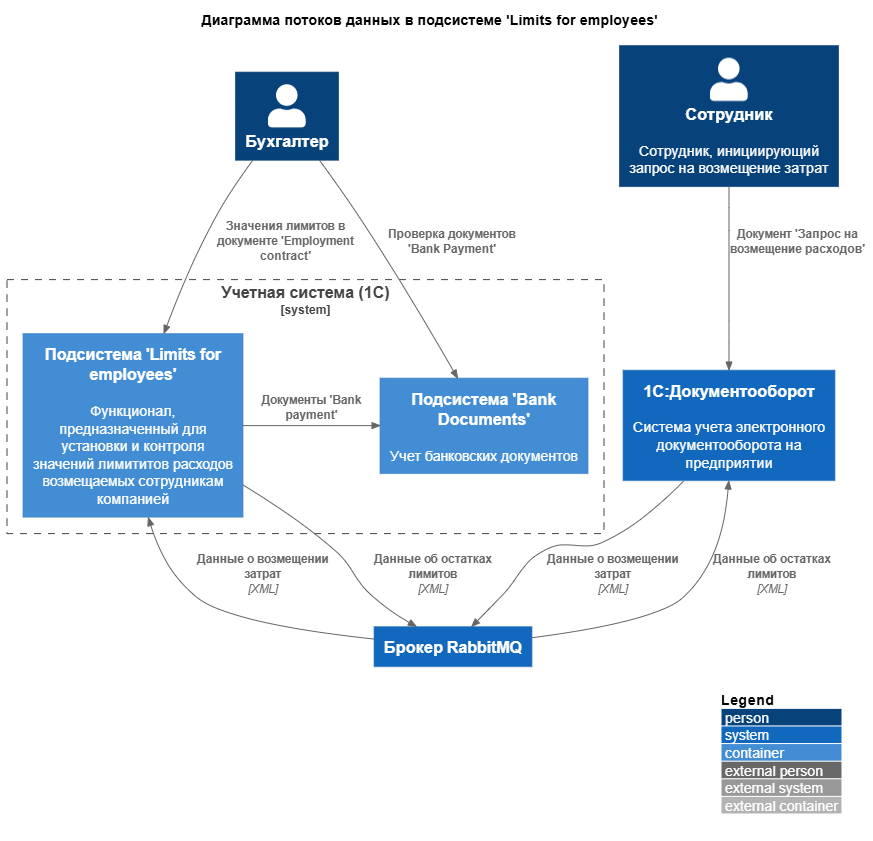 Диаграмма потоков данных в подсистеме 'Limits for employees'
Бухгалтер
Сотрудник
Сотрудник, инициирующий
запрос на возмещение затрат
Значения лимитов в
документе 'Employment
contract'
Проверка документов
'Bank Payment'
Документ 'Запрос на
возмещение расходов'
Учетная система (1С)
[system]
Подсистема 'Limits for
employees'
Функционал,
предназначенный для
установки и контроля
значений лимититов расходов
возмещаемых сотрудникам
компанией
Документы 'Bank
payment'
Подсистема 'Bank
Documents'
Учет банковских документов
1С:Документооборот
Система учета электронного
документооборота на
предприятии
Данные о возмещении
затрат
[XML]
Данные об остатках
лимитов
[XML]
Данные о возмещении
затрат
[XML]
Данные об остатках
лимитов
[XML]
Брокер RabbitMQ
Legend
person
system
container
external person
external system
external container